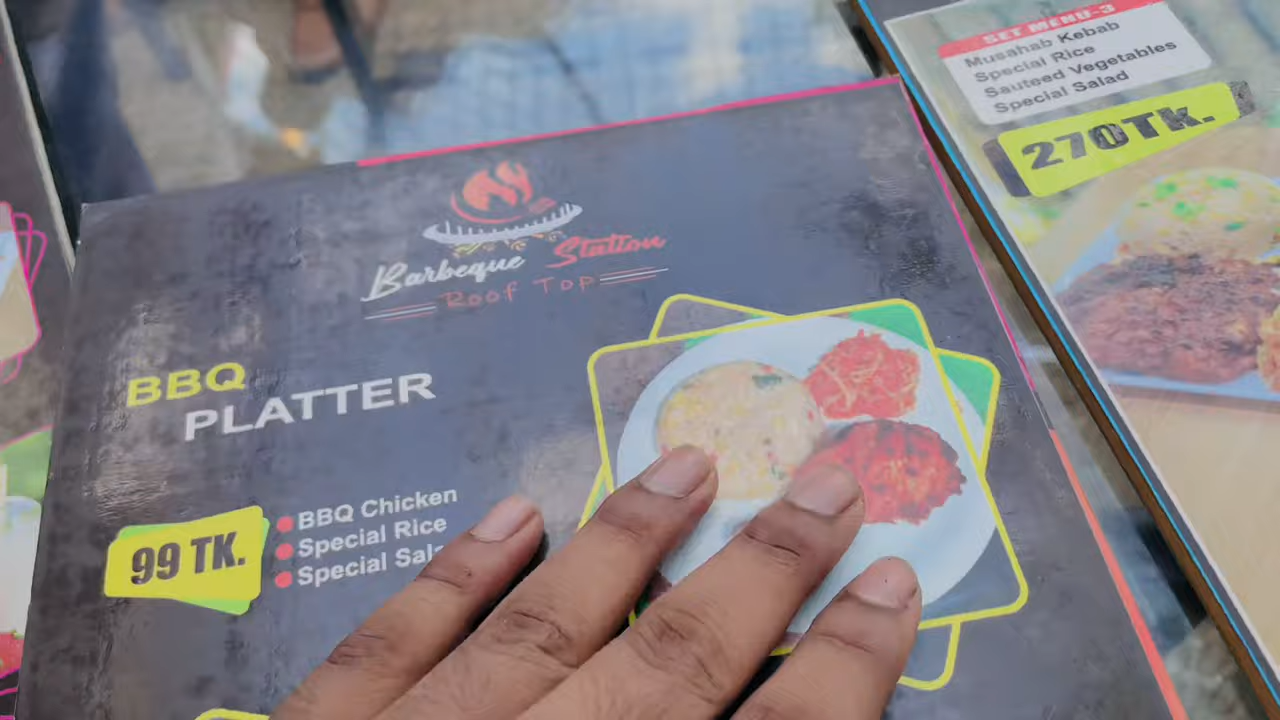 SET MENU-3
Musahab Kebab
Special Rice
Sauteed Vegetables
Special Salad
270TK.
Barbeque Station
Roof Top
BBQ
PLATTER
99 TK.
BBQ Chicken
Special Rice
Special